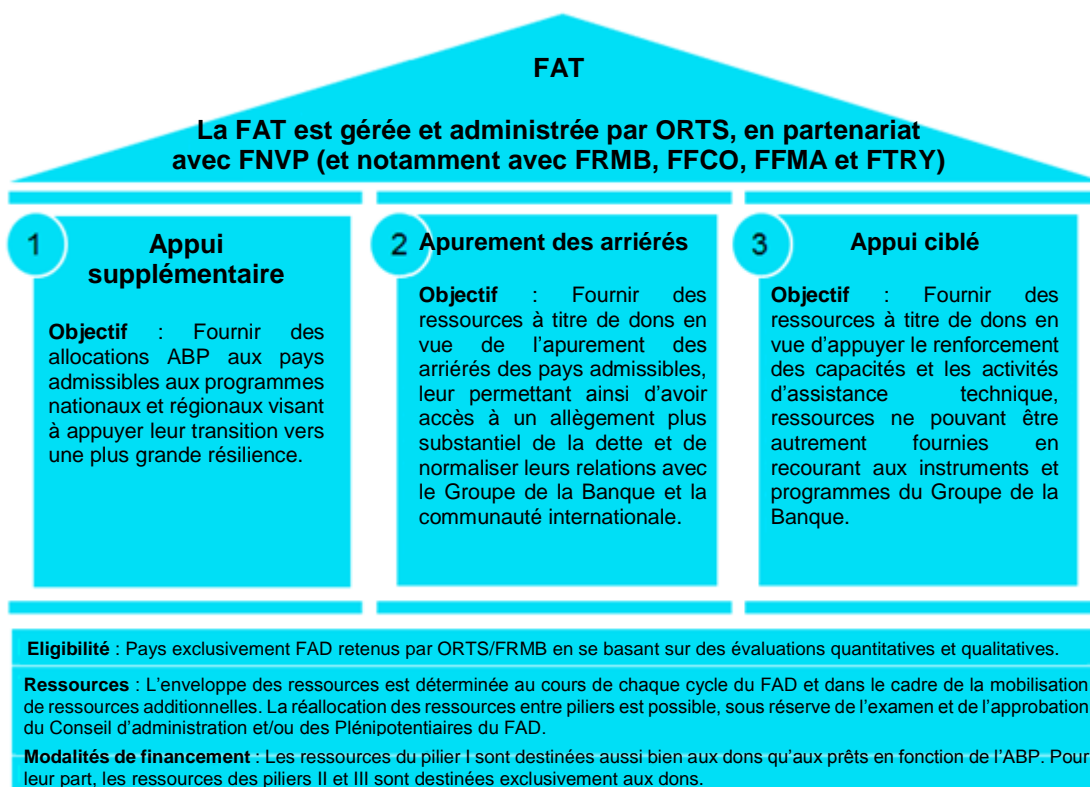 FAT
La FAT est gérée et administrée par ORTS, en partenariat
avec FNVP (et notamment avec FRMB, FFCO, FFMA et FTRY)
1
Appui
supplémentaire
Objectif : Fournir des
allocations ABP aux pays
admissibles aux programmes
nationaux et régionaux visant
à appuyer leur transition vers
une plus grande résilience.
2
Apurement des arriérés
Objectif : Fournir des
ressources à titre de dons en
vue de l'apurement des
arriérés des pays admissibles,
leur permettant ainsi d'avoir
accès à un allègement plus
substantiel de la dette et de
normaliser leurs relations avec
le Groupe de la Banque et la
communauté internationale.
3
Appui ciblé
Objectif : Fournir des
ressources à titre de dons en
vue d'appuyer le renforcement
des capacités et les activités
d'assistance technique,
ressources ne pouvant être
autrement fournies en
recourant aux instruments et
programmes du Groupe de la
Banque.
Eligibilité : Pays exclusivement FAD retenus par ORTS/FRMB en se basant sur des évaluations quantitatives et qualitatives.
Ressources : L'enveloppe des ressources est déterminée au cours de chaque cycle du FAD et dans le cadre de la mobilisation
de ressources additionnelles. La réallocation des ressources entre piliers est possible, sous réserve de l'examen et de l'approbation
du Conseil d'administration et/ou des Plénipotentiaires du FAD.
Modalités de financement : Les ressources du pilier I sont destinées aussi bien aux dons qu'aux prêts en fonction de l'ABP. Pour
leur part, les ressources des piliers II et III sont destinées exclusivement aux dons.